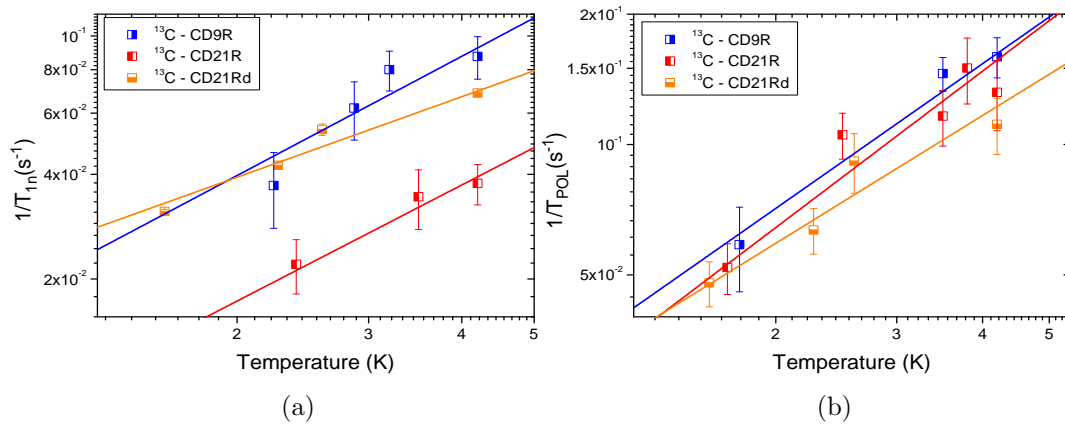 (a)
¹³C - CD9R
¹³C - CD21R
¹³C - CD21Rd
10⁻¹
8x10⁻²
6x10⁻²
4x10⁻²
2x10⁻²
1/T₁ₙ(s⁻¹)
2 3 4 5
Temperature (K)
(a)
(b)
¹³C - CD9R
¹³C - CD21R
¹³C - CD21Rd
2x10⁻¹
1.5x10⁻¹
10⁻¹
5x10⁻²
1/T_POL(s⁻¹)
2 3 4 5
Temperature (K)
(b)